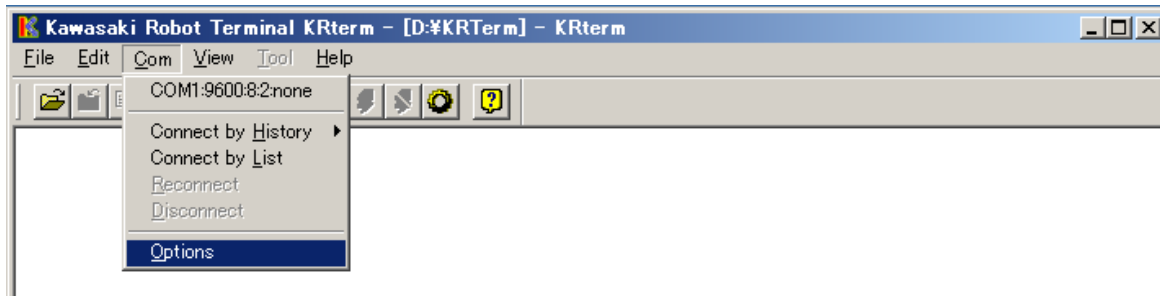 Kawasaki Robot Terminal KRterm - [D:¥KRTerm] - KRterm
File Edit Com View Tool Help
COM1:9600:8:2:none
Connect by History
Connect by List
Reconnect
Disconnect
Options